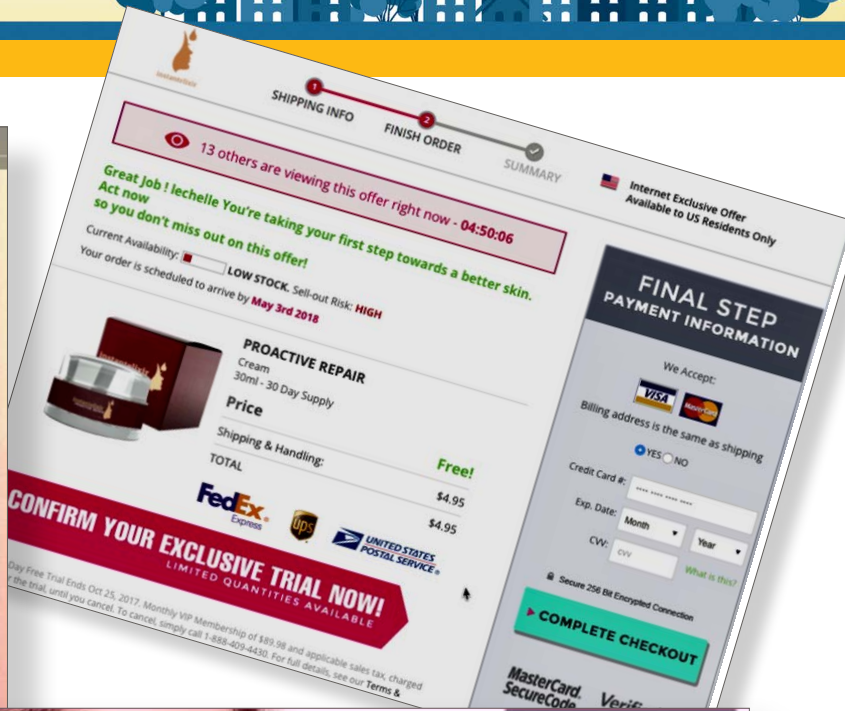 instantelixir
1
2
SHIPPING INFO
FINISH ORDER
SUMMARY
Internet Exclusive Offer
Available to US Residents Only
13 others are viewing this offer right now - 04:50:06
Great Job ! lechelle You're taking your first step towards a better skin.
Act now
so you don't miss out on this offer!
Current Availability: LOW STOCK. Sell-out Risk: HIGH
Your order is scheduled to arrive by May 3rd 2018
PROACTIVE REPAIR
Cream
30ml - 30 Day Supply
Price
Free!
Shipping & Handling:
$4.95
TOTAL
$4.95
FedEx
Express
ups
UNITED STATES
POSTAL SERVICE®
CONFIRM YOUR EXCLUSIVE TRIAL NOW!
LIMITED QUANTITIES AVAILABLE
Day Free Trial Ends Oct 25, 2017. Monthly VIP Membership of $89.98 and applicable sales tax, charged
the trial, until you cancel. To cancel, simply call 1-888-409-4430. For full details, see our Terms &
FINAL STEP
PAYMENT INFORMATION
We Accept:
VISA
MasterCard
Billing address is the same as shipping
YES NO
Credit Card #:
Exp. Date:
Month
Year
CVV:
CVV
What is this?
Secure 256 Bit Encrypted Connection
COMPLETE CHECKOUT
MasterCard.
SecureCode